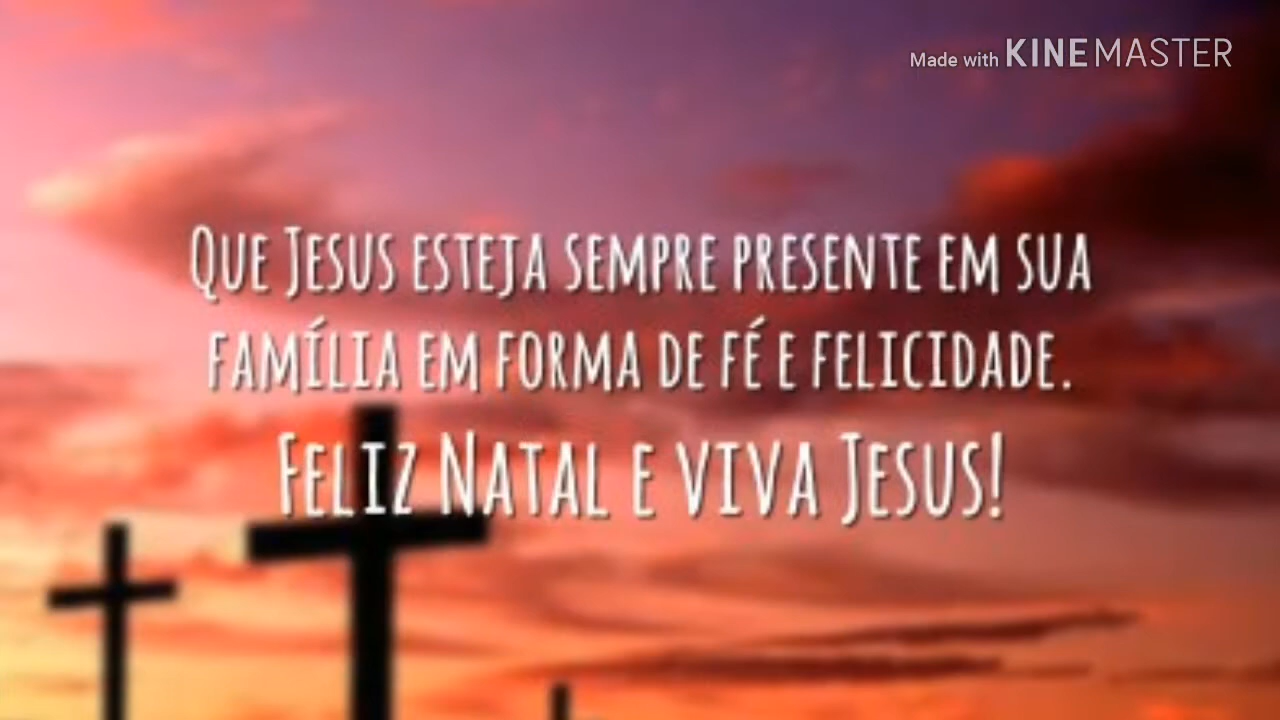 Made with KINEMASTER
Que Jesus esteja sempre presente em sua
família em forma de fé e felicidade.
Feliz Natal e viva Jesus!